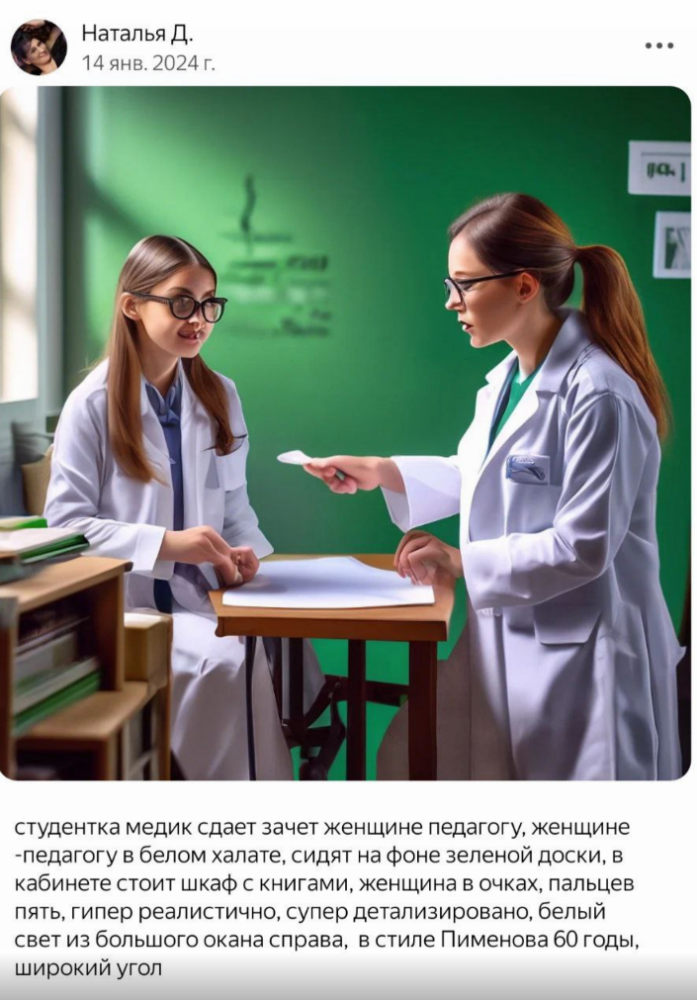 Наталья Д.
14 янв. 2024 г.
студентка медик сдает зачет женщине педагогу, женщине
-педагогу в белом халате, сидят на фоне зеленой доски, в
кабинете стоит шкаф с книгами, женщина в очках, пальцев
пять, гипер реалистично, супер детализировано, белый
свет из большого окана справа,  в стиле Пименова 60 годы,
широкий угол